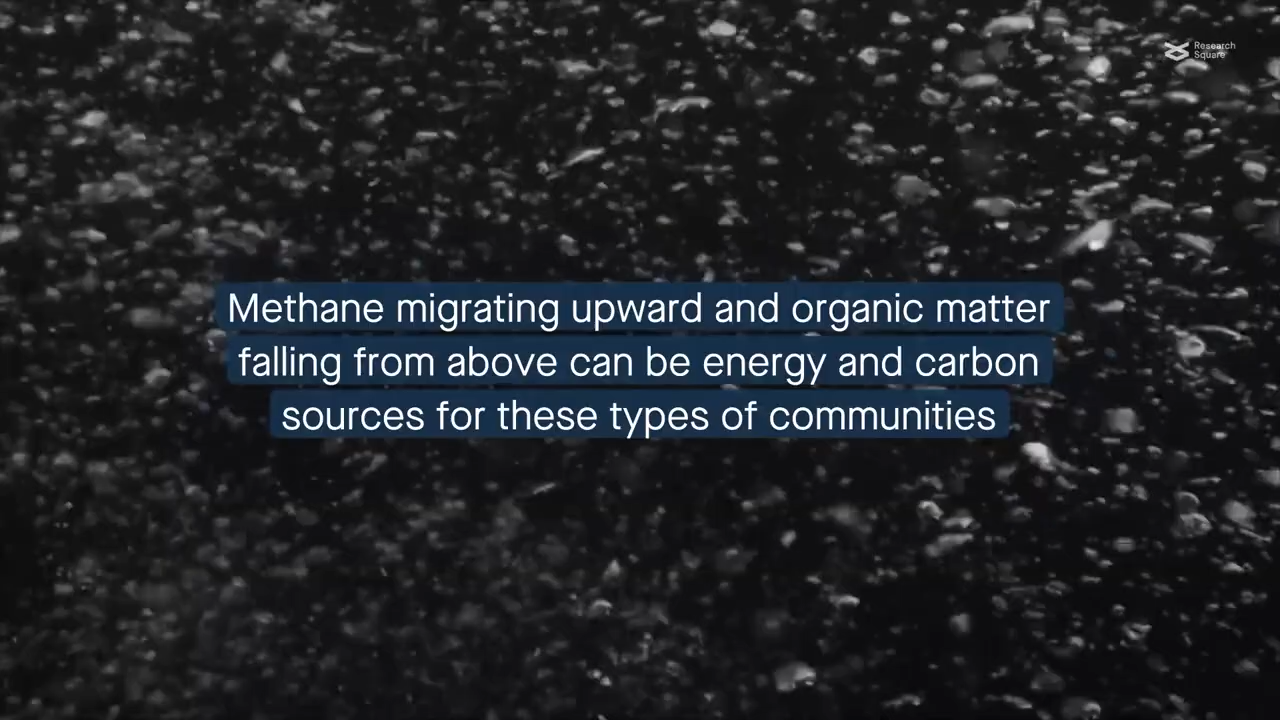 Research
Square
Methane migrating upward and organic matter
falling from above can be energy and carbon
sources for these types of communities